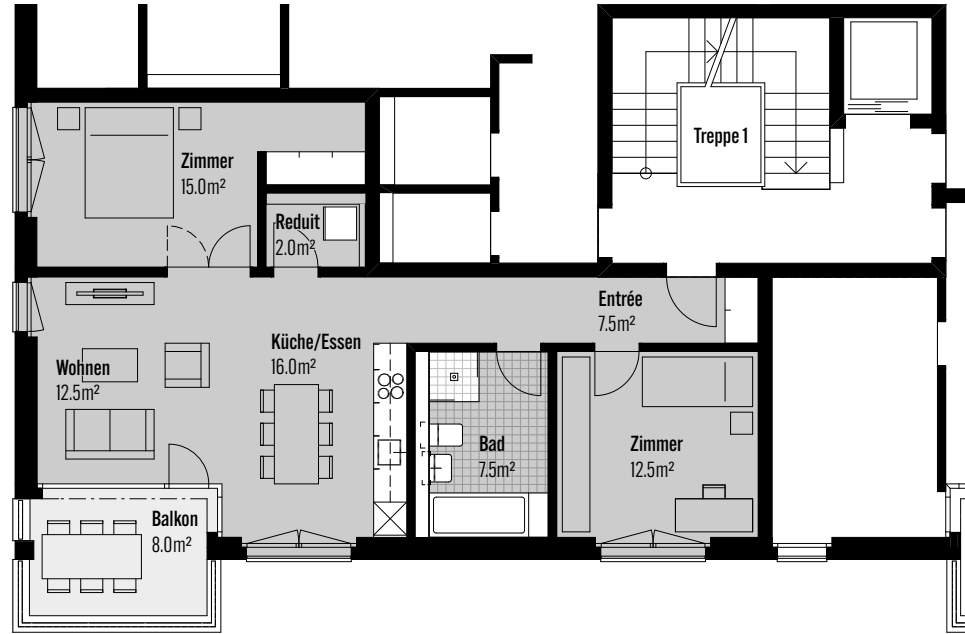 Treppe 1
Zimmer
15.0m²
Reduit
2.0m²
Entrée
7.5m²
Küche/Essen
16.0m²
Wohnen
12.5m²
Bad
7.5m²
Zimmer
12.5m²
Balkon
8.0m²